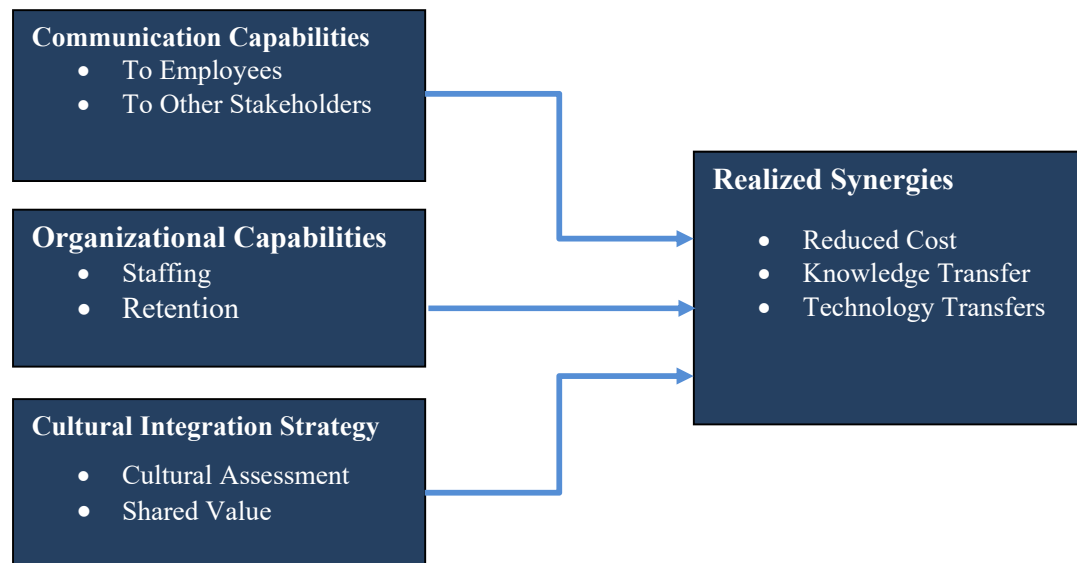 Communication Capabilities
• To Employees
• To Other Stakeholders
Organizational Capabilities
• Staffing
• Retention
Cultural Integration Strategy
• Cultural Assessment
• Shared Value
Realized Synergies
• Reduced Cost
• Knowledge Transfer
• Technology Transfers